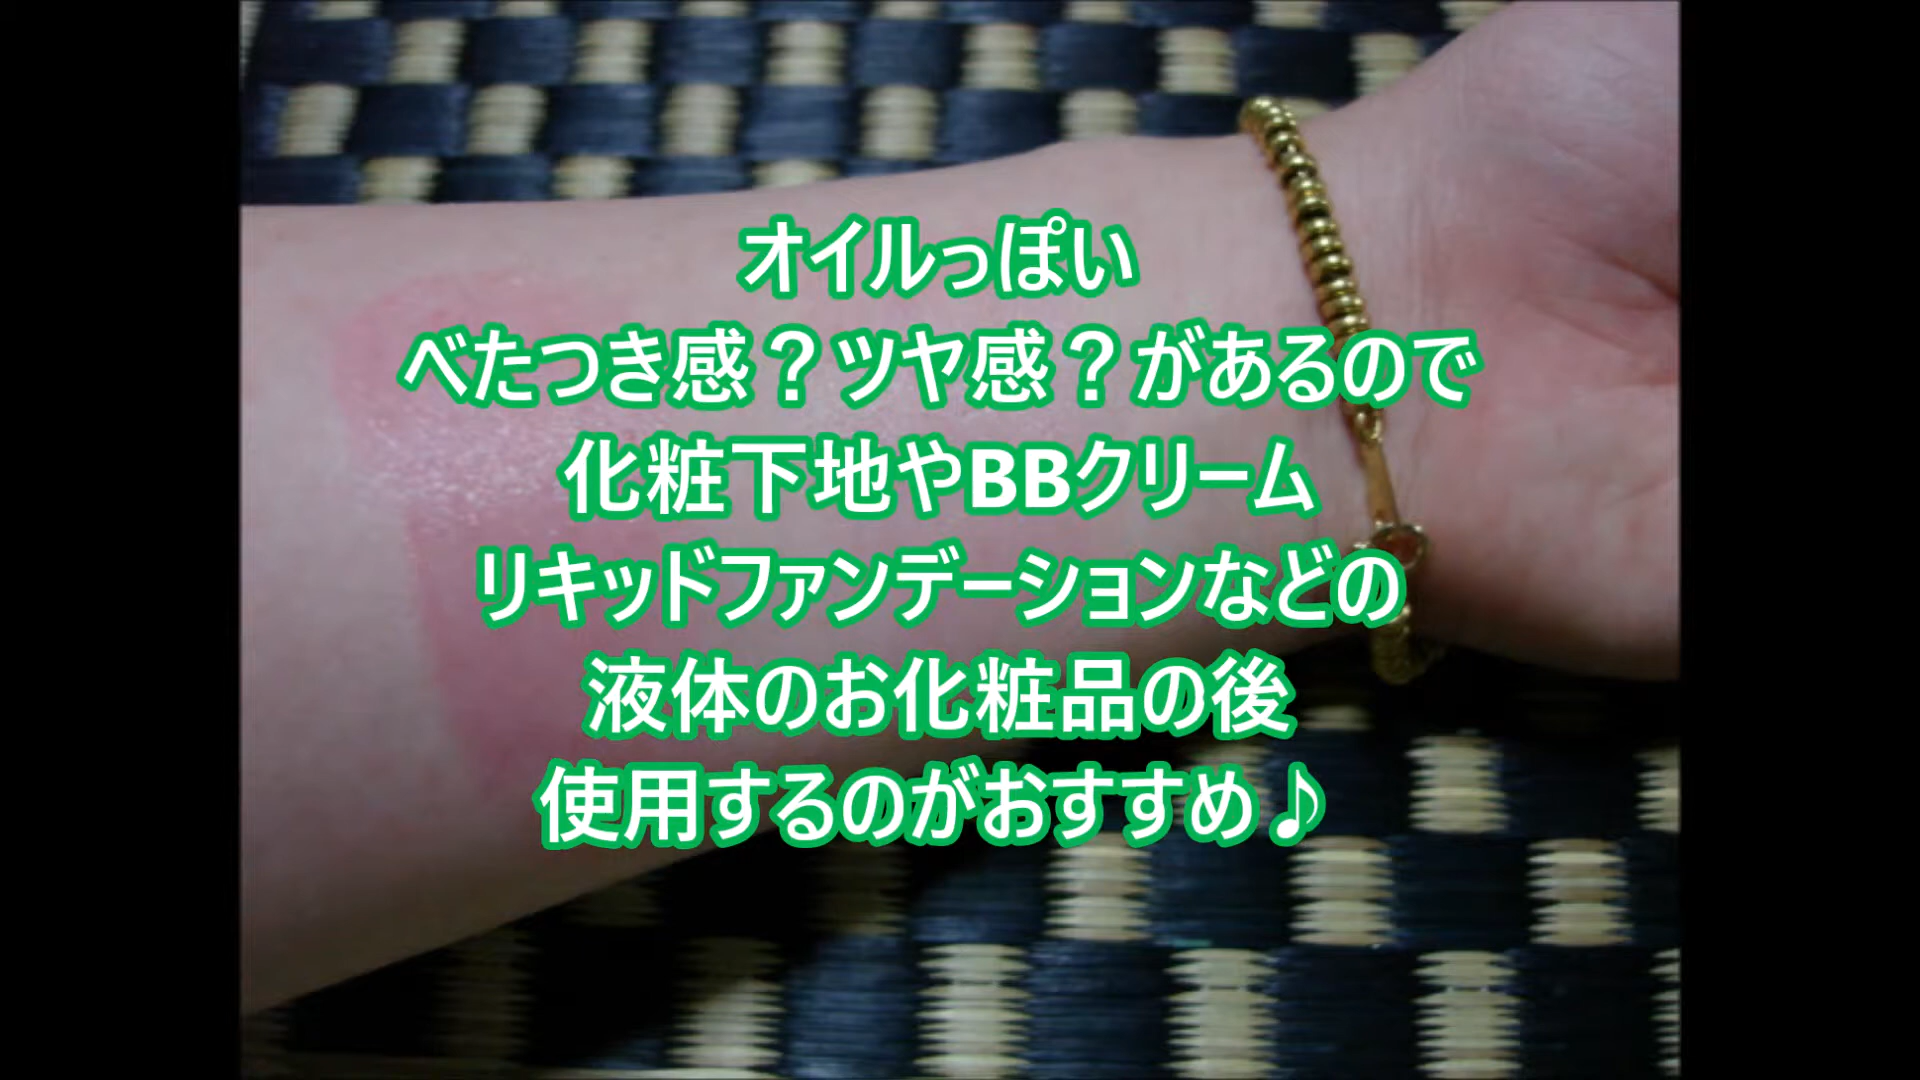 オイルっぽい
べたつき感？ツヤ感？があるので
化粧下地やBBクリーム
リキッドファンデーションなどの
液体のお化粧品の後
使用するのがおすすめ♪